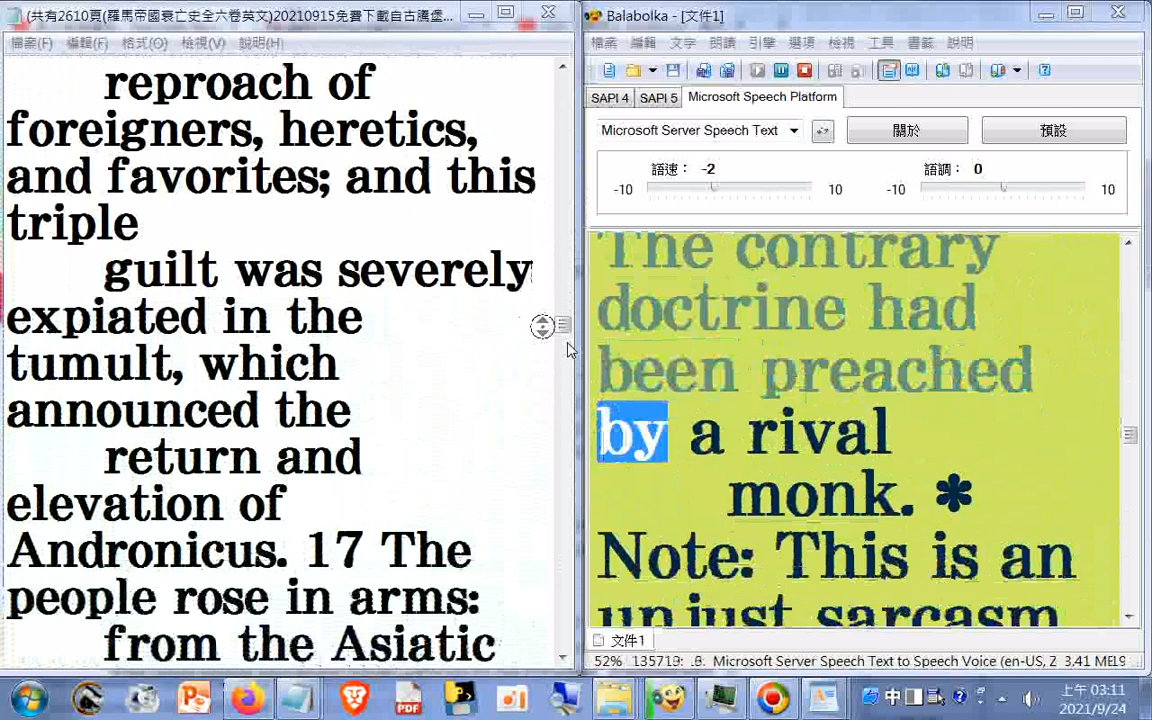 (共有2610頁(羅馬帝國衰亡史全六卷英文)20210915免費下載自古騰堡...
檔案(F) 編輯(E) 格式(O) 檢視(V) 說明(H)
reproach of
foreigners, heretics,
and favorites; and this
triple
guilt was severely
expiated in the
tumult, which
announced the
return and
elevation of
Andronicus. 17 The
people rose in arms:
from the Asiatic
Balabolka - [文件1]
檔案 編輯 文字 朗讀 引擎 選項 檢視 工具 書籤 說明
SAPI 4 SAPI 5 Microsoft Speech Platform
Microsoft Server Speech Text 關於 預設
語速: -2 語調: 0
-10 10 -10 10
The contrary
doctrine had
been preached
by a rival
monk. *
Note: This is an
unjust sarcasm
文件1
52% Microsoft Server Speech Text to Speech Voice (en-US, Z
中
上午 03:11
2021/9/24